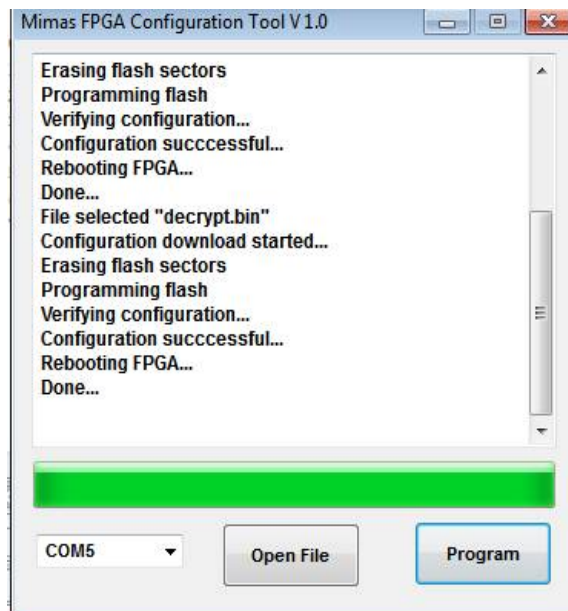 Mimas FPGA Configuration Tool V 1.0
Erasing flash sectors
Programming flash
Verifying configuration...
Configuration succcessful...
Rebooting FPGA...
Done...
File selected "decrypt.bin"
Configuration download started...
Erasing flash sectors
Programming flash
Verifying configuration...
Configuration succcessful...
Rebooting FPGA...
Done...
COM5
Open File
Program